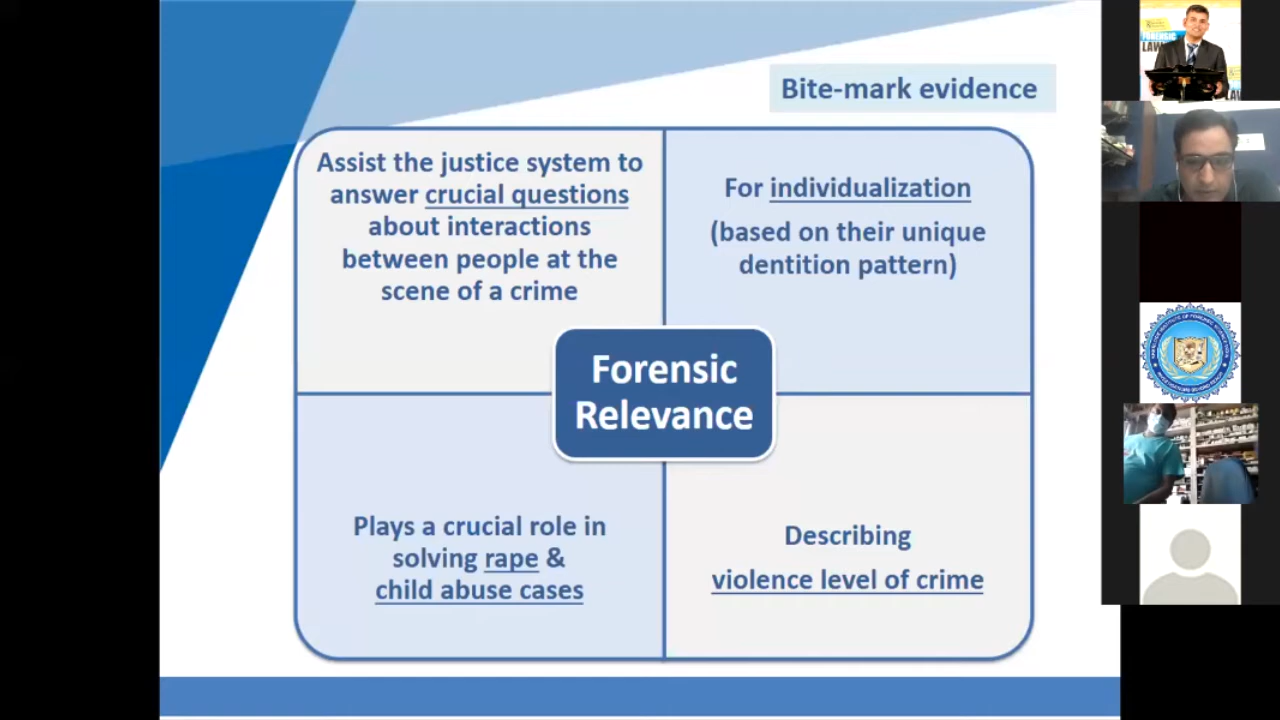 Bite-mark evidence
Assist the justice system to
answer crucial questions
about interactions
between people at the
scene of a crime
For individualization
(based on their unique
dentition pattern)
Forensic
Relevance
Plays a crucial role in
solving rape &
child abuse cases
Describing
violence level of crime
FORENSIC
LAW